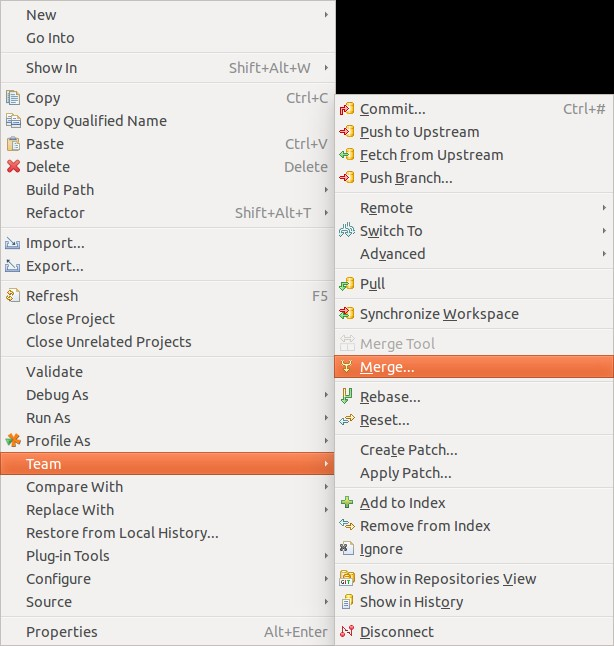 New
Go Into
Show In Shift+Alt+W
Copy Ctrl+C
Copy Qualified Name
Paste Ctrl+V
Delete Delete
Build Path
Refactor Shift+Alt+T
Import...
Export...
Refresh F5
Close Project
Close Unrelated Projects
Validate
Debug As
Run As
Profile As
Team
Compare With
Replace With
Restore from Local History...
Plug-in Tools
Configure
Source
Properties Alt+Enter
Commit... Ctrl+#
Push to Upstream
Fetch from Upstream
Push Branch...
Remote
Switch To
Advanced
Pull
Synchronize Workspace
Merge Tool
Merge...
Rebase...
Reset...
Create Patch...
Apply Patch...
Add to Index
Remove from Index
Ignore
GIT Show in Repositories View
Show in History
Disconnect